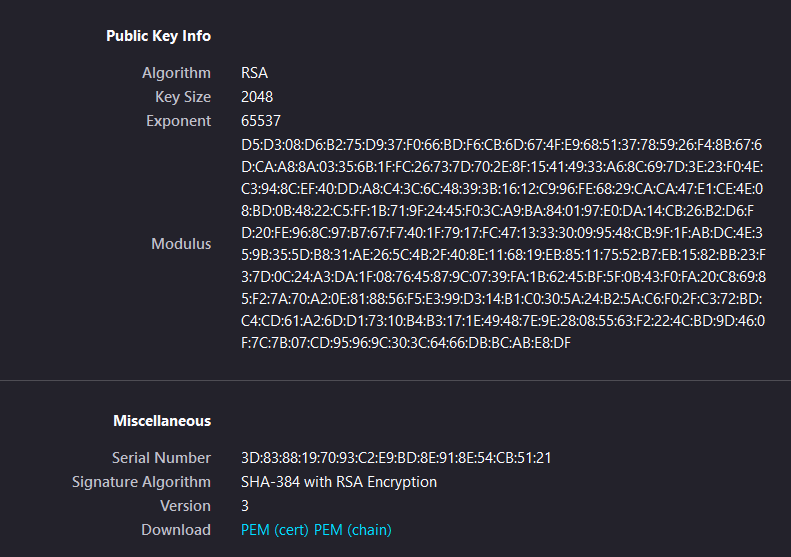 Public Key Info
Algorithm RSA
Key Size 2048
Exponent 65537
Modulus
D5:D3:08:D6:B2:75:D9:37:F0:66:BD:F6:CB:6D:67:4F:E9:68:51:37:78:59:26:F4:8B:67:6
D:CA:A8:8A:03:35:6B:1F:FC:26:73:7D:70:2E:8F:15:41:49:33:A6:8C:69:7D:3E:23:F0:4E:
C3:94:8C:EF:40:DD:A8:C4:3C:6C:48:39:3B:16:12:C9:96:FE:68:29:CA:CA:47:E1:CE:4E:0
8:BD:0B:48:22:C5:FF:1B:71:9F:24:45:F0:3C:A9:BA:84:01:97:E0:DA:14:CB:26:B2:D6:F
D:20:FE:96:8C:97:B7:67:F7:40:1F:79:17:FC:47:13:33:30:09:95:48:CB:9F:1F:AB:DC:4E:3
5:9B:35:5D:B8:31:AE:26:5C:4B:2F:40:8E:11:68:19:EB:85:11:75:52:B7:EB:15:82:BB:23:F
3:7D:0C:24:A3:DA:1F:08:76:45:87:9C:07:39:FA:1B:62:45:BF:5F:0B:43:F0:FA:20:C8:69:8
5:F2:7A:70:A2:0E:81:88:56:F5:E3:99:D3:14:B1:C0:30:5A:24:B2:5A:C6:F0:2F:C3:72:BD:
C4:CD:61:A2:6D:D1:73:10:B4:B3:17:1E:49:48:7E:9E:28:08:55:63:F2:22:4C:BD:9D:46:0
F:7C:7B:07:CD:95:96:9C:30:3C:64:66:DB:BC:AB:E8:DF
Miscellaneous
Serial Number 3D:83:88:19:70:93:C2:E9:BD:8E:91:8E:54:CB:51:21
Signature Algorithm SHA-384 with RSA Encryption
Version 3
Download PEM (cert) PEM (chain)